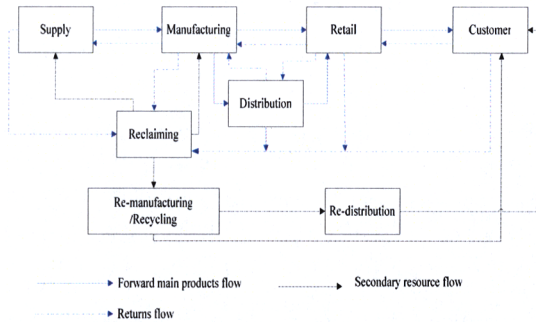 Supply
Manufacturing
Retail
Customer
Distribution
Reclaiming
Re-manufacturing
/Recycling
Re-distribution
Forward main products flow
Secondary resource flow
Returns flow